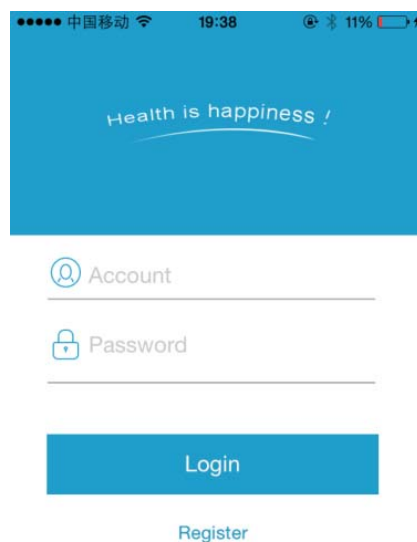 中国移动 19:38 11%
Health is happiness !
Account
Password
Login
Register